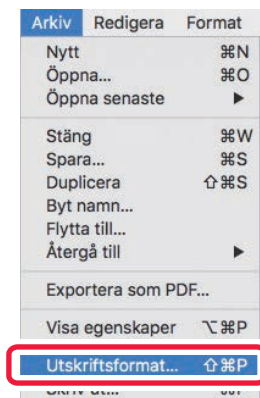 Arkiv Redigera Format
Nytt ⌘N
Öppna... ⌘O
Öppna senaste ▶
Stäng ⌘W
Spara... ⌘S
Duplicera ⇧⌘S
Byt namn...
Flytta till...
Återgå till ▶
Exportera som PDF...
Visa egenskaper ⌥⌘P
Utskriftsformat... ⇧⌘P